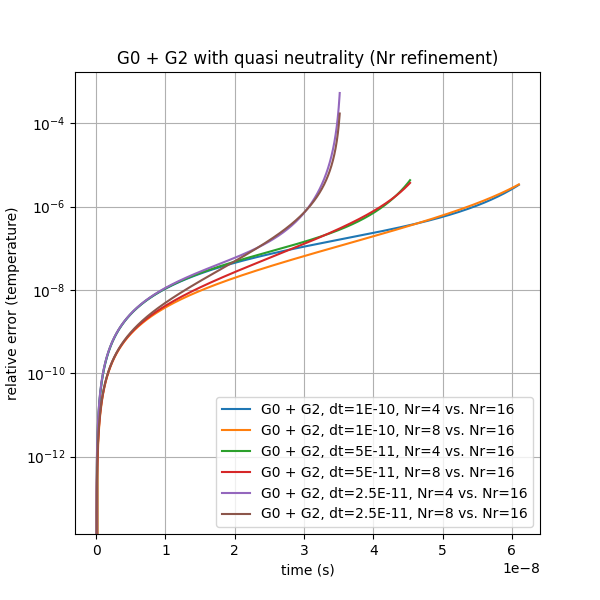 G0 + G2 with quasi neutrality (Nr refinement)
relative error (temperature)
10⁻⁴
10⁻⁶
10⁻⁸
10⁻¹⁰
10⁻¹²
G0 + G2, dt=1E-10, Nr=4 vs. Nr=16
G0 + G2, dt=1E-10, Nr=8 vs. Nr=16
G0 + G2, dt=5E-11, Nr=4 vs. Nr=16
G0 + G2, dt=5E-11, Nr=8 vs. Nr=16
G0 + G2, dt=2.5E-11, Nr=4 vs. Nr=16
G0 + G2, dt=2.5E-11, Nr=8 vs. Nr=16
0 1 2 3 4 5 6
1e−8
time (s)